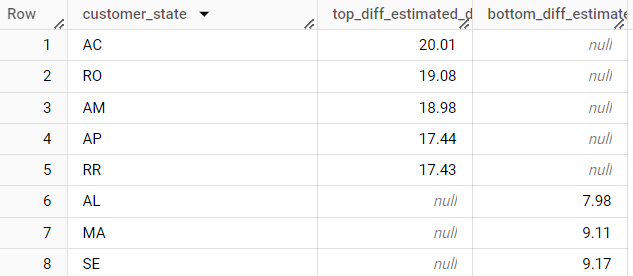 Row customer_state top_diff_estimated_d bottom_diff_estimate
1 AC 20.01 null
2 RO 19.08 null
3 AM 18.98 null
4 AP 17.44 null
5 RR 17.43 null
6 AL null 7.98
7 MA null 9.11
8 SE null 9.17